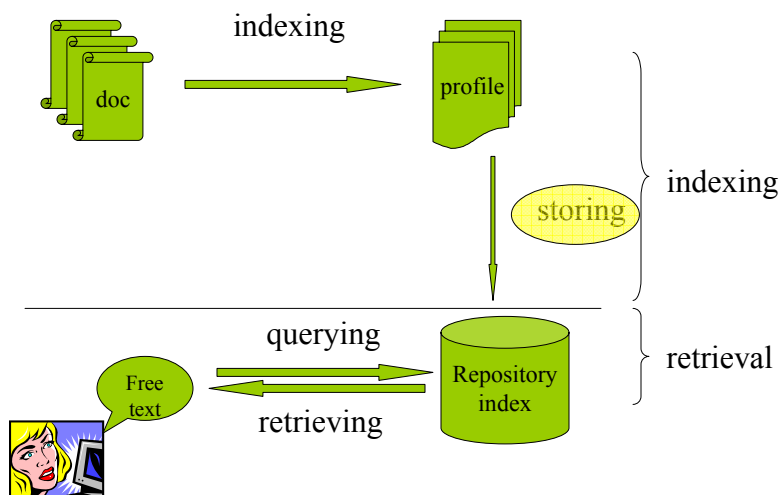 indexing
doc
profile
storing
indexing
querying
Repository
index
retrieval
Free
text
retrieving